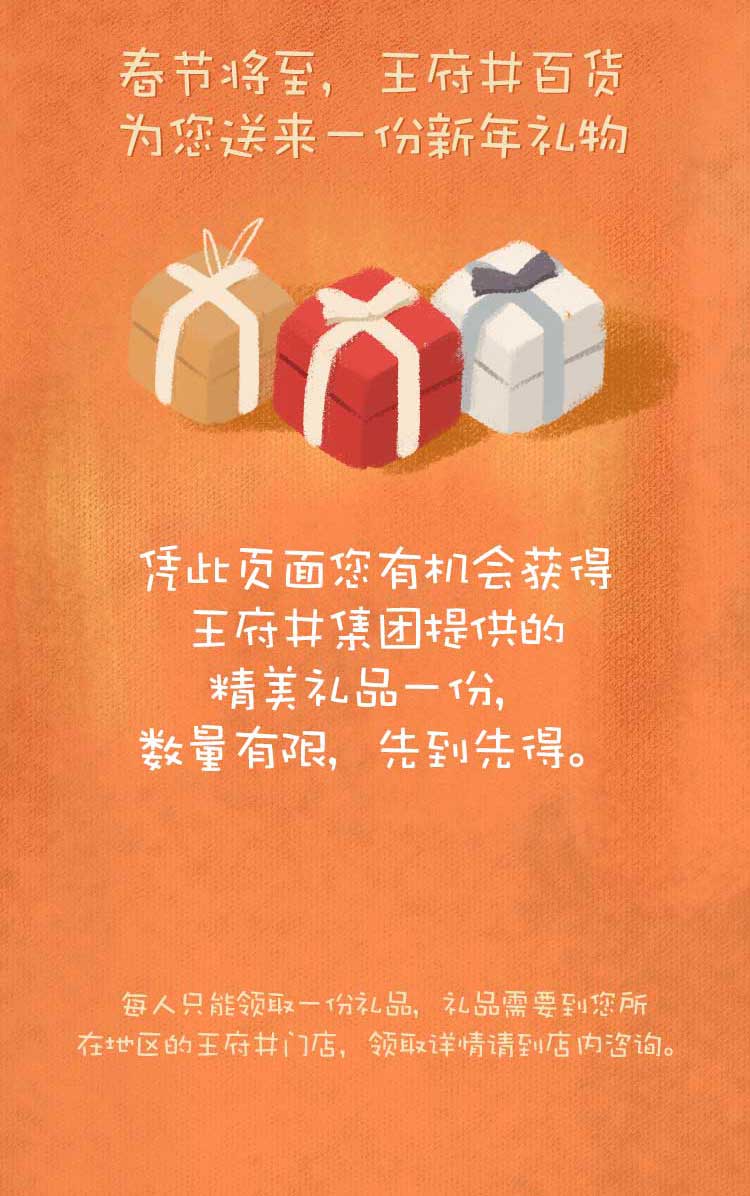 春节将至，王府井百货
为您送来一份新年礼物
凭此页面您有机会获得
王府井集团提供的
精美礼品一份，
数量有限，先到先得。
每人只能领取一份礼品，礼品需要到您所
在地区的王府井门店，领取详情请到店内咨询。